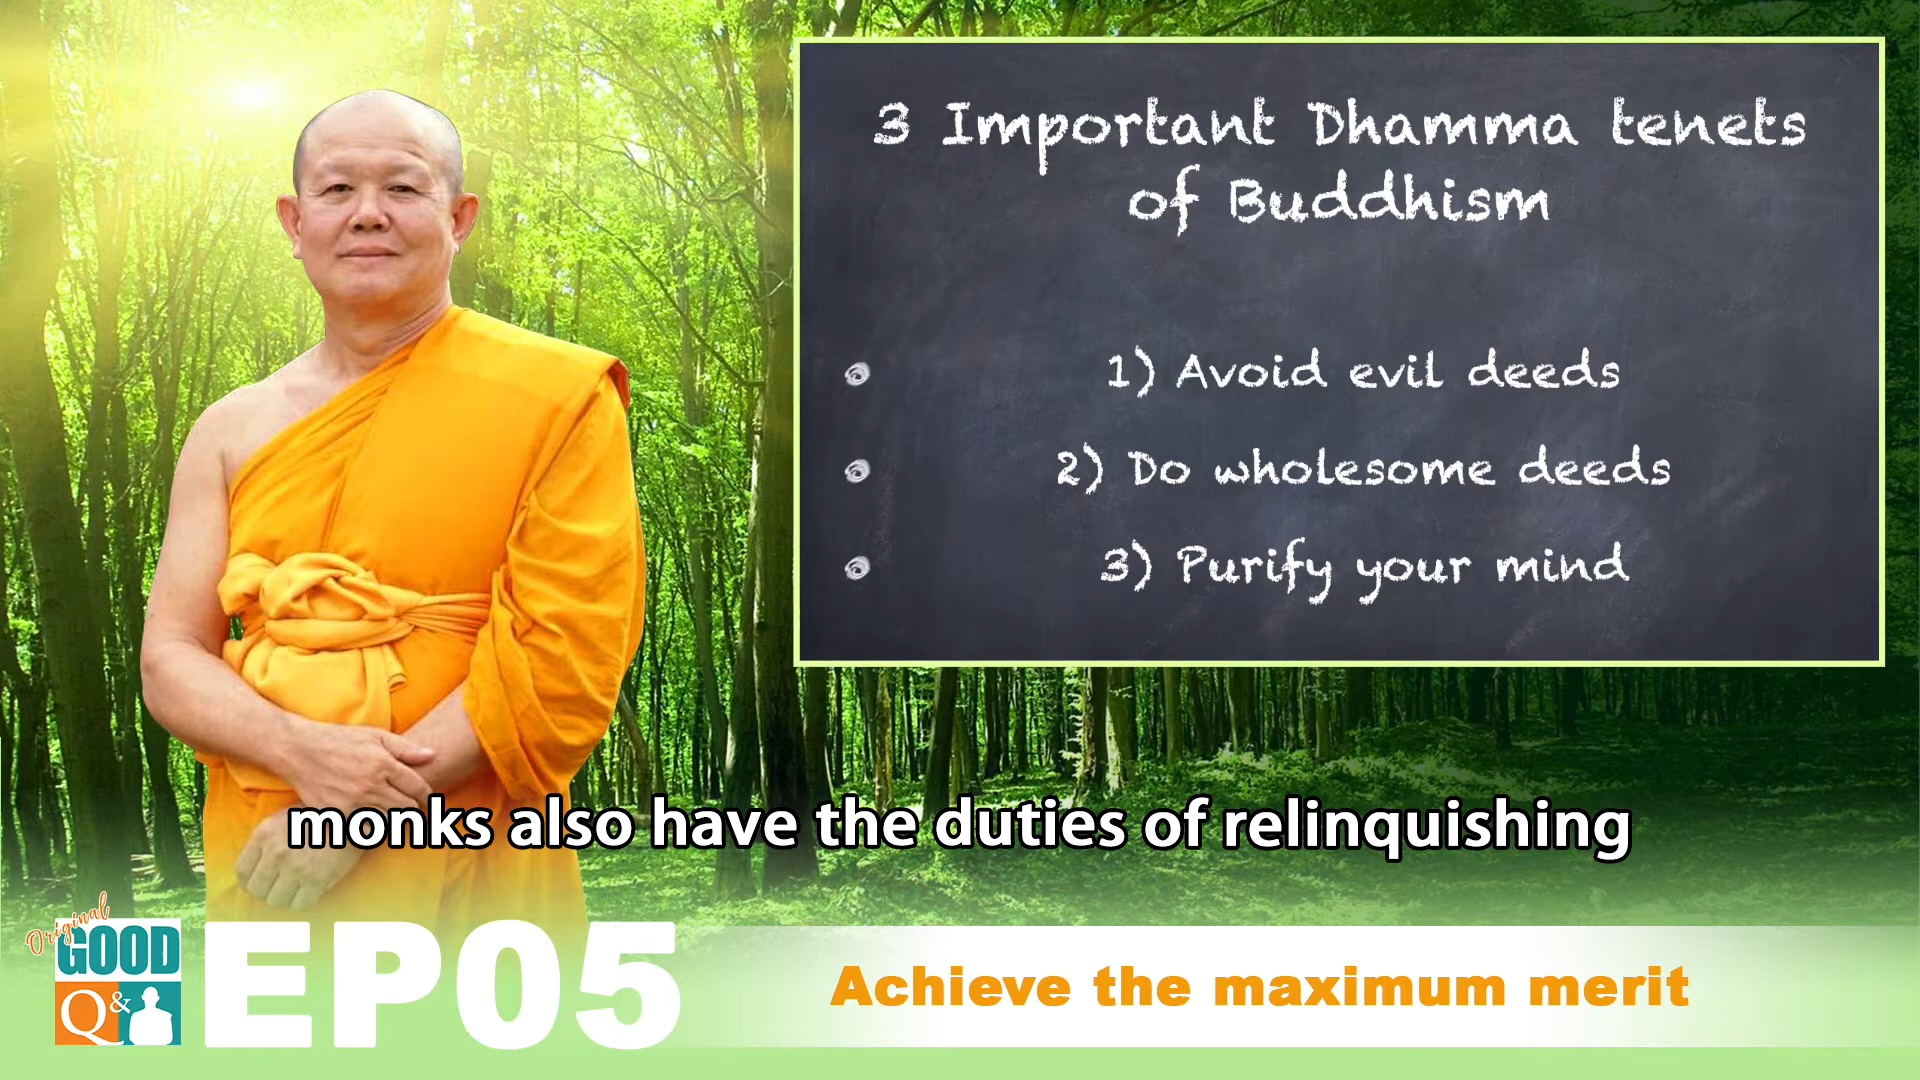 3 Important Dhamma tenets
of Buddhism
1) Avoid evil deeds
2) Do wholesome deeds
3) Purify your mind
monks also have the duties of relinquishing
Original
GOOD
Q&
EP05
Achieve the maximum merit